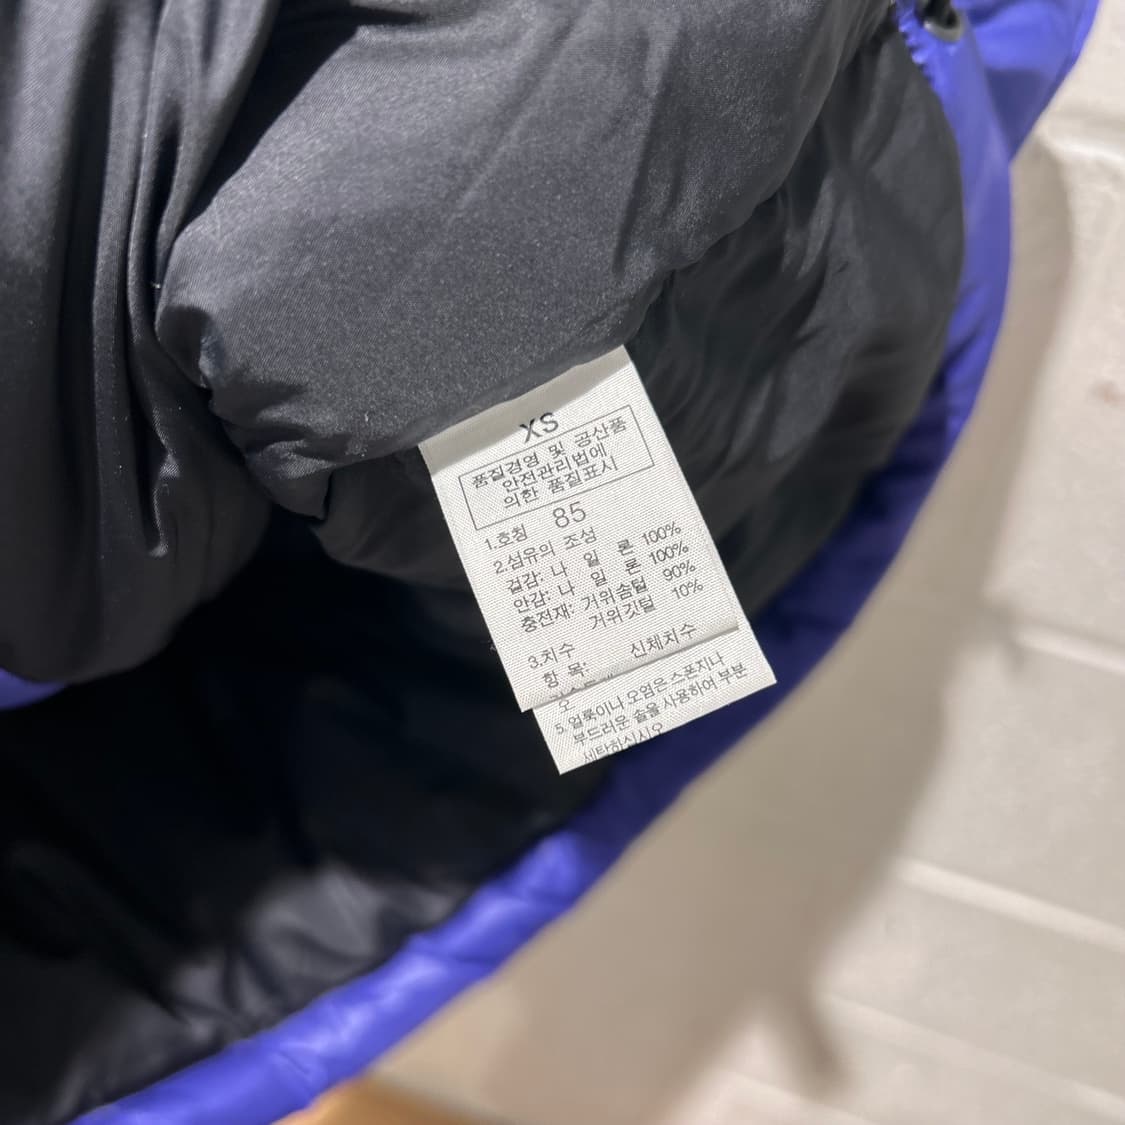 XS
품질경영 및 공산품
안전관리법에
의한 품질표시
1.호칭 85
2.섬유의 조성
겉감: 나 일 론 100%
안감: 나 일 론 100%
충전재: 거위솜털 90%
거위깃털 10%
3.치수 신체치수
항 목:
오
5. 얼룩이나 오염은 스폰지나
부드러운 솔을 사용하여 부분
세탁하십시오